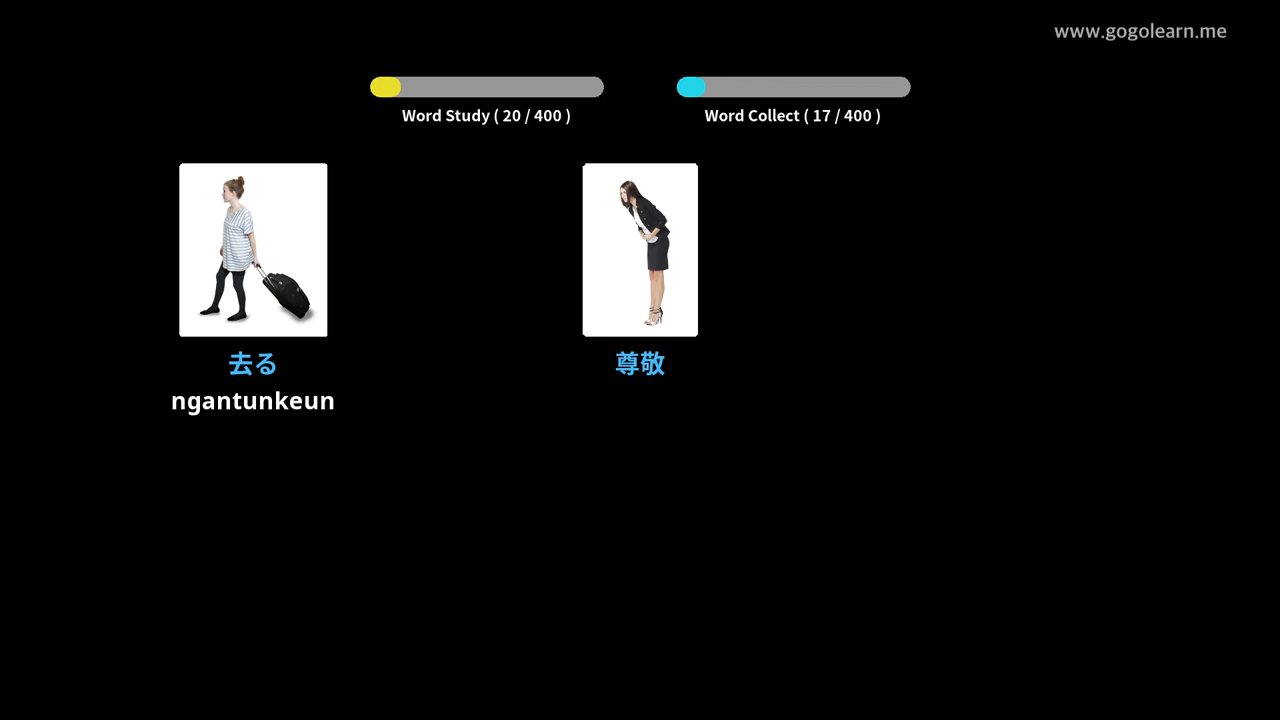 www.gogolearn.me
Word Study ( 20 / 400 )
Word Collect ( 17 / 400 )
去る
尊敬
ngantunkeun